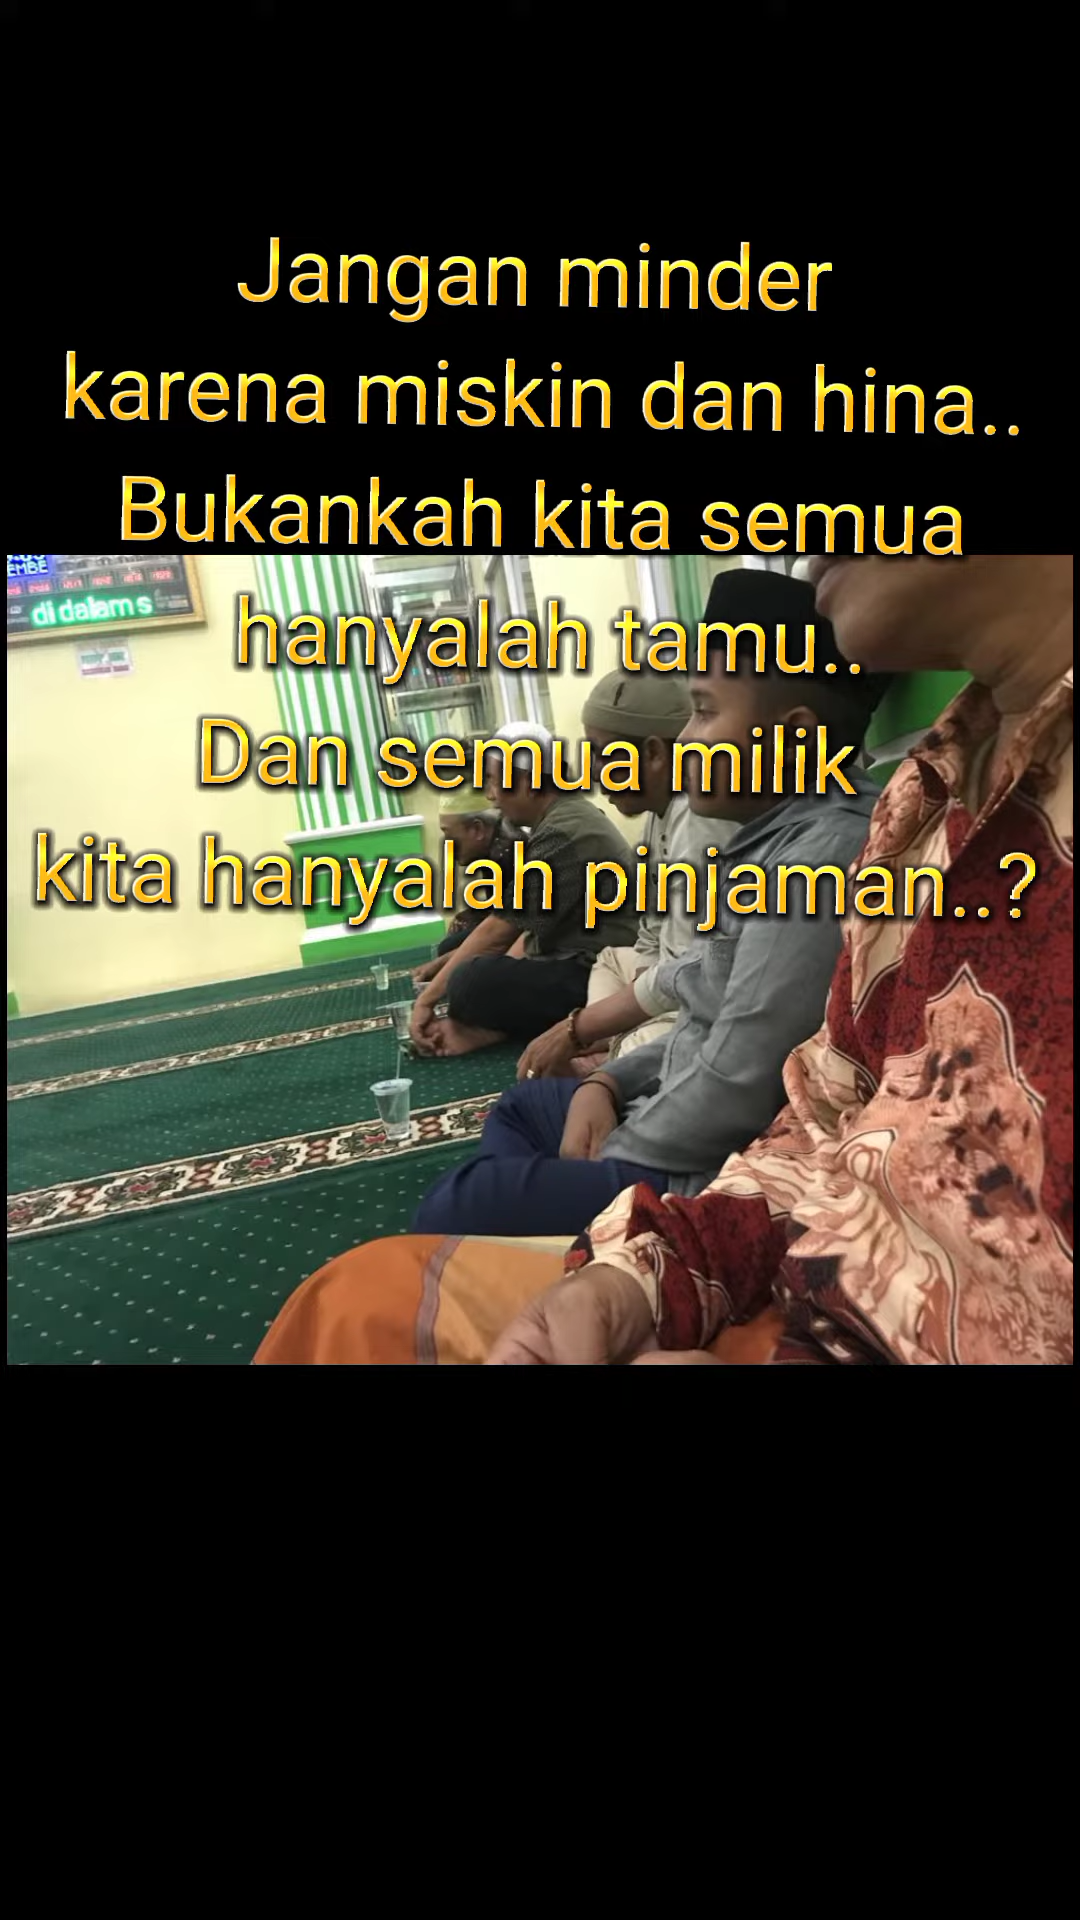 Jangan minder
karena miskin dan hina..
Bukankah kita semua
hanyalah tamu..
Dan semua milik
kita hanyalah pinjaman..?
EMBE
di dalam s